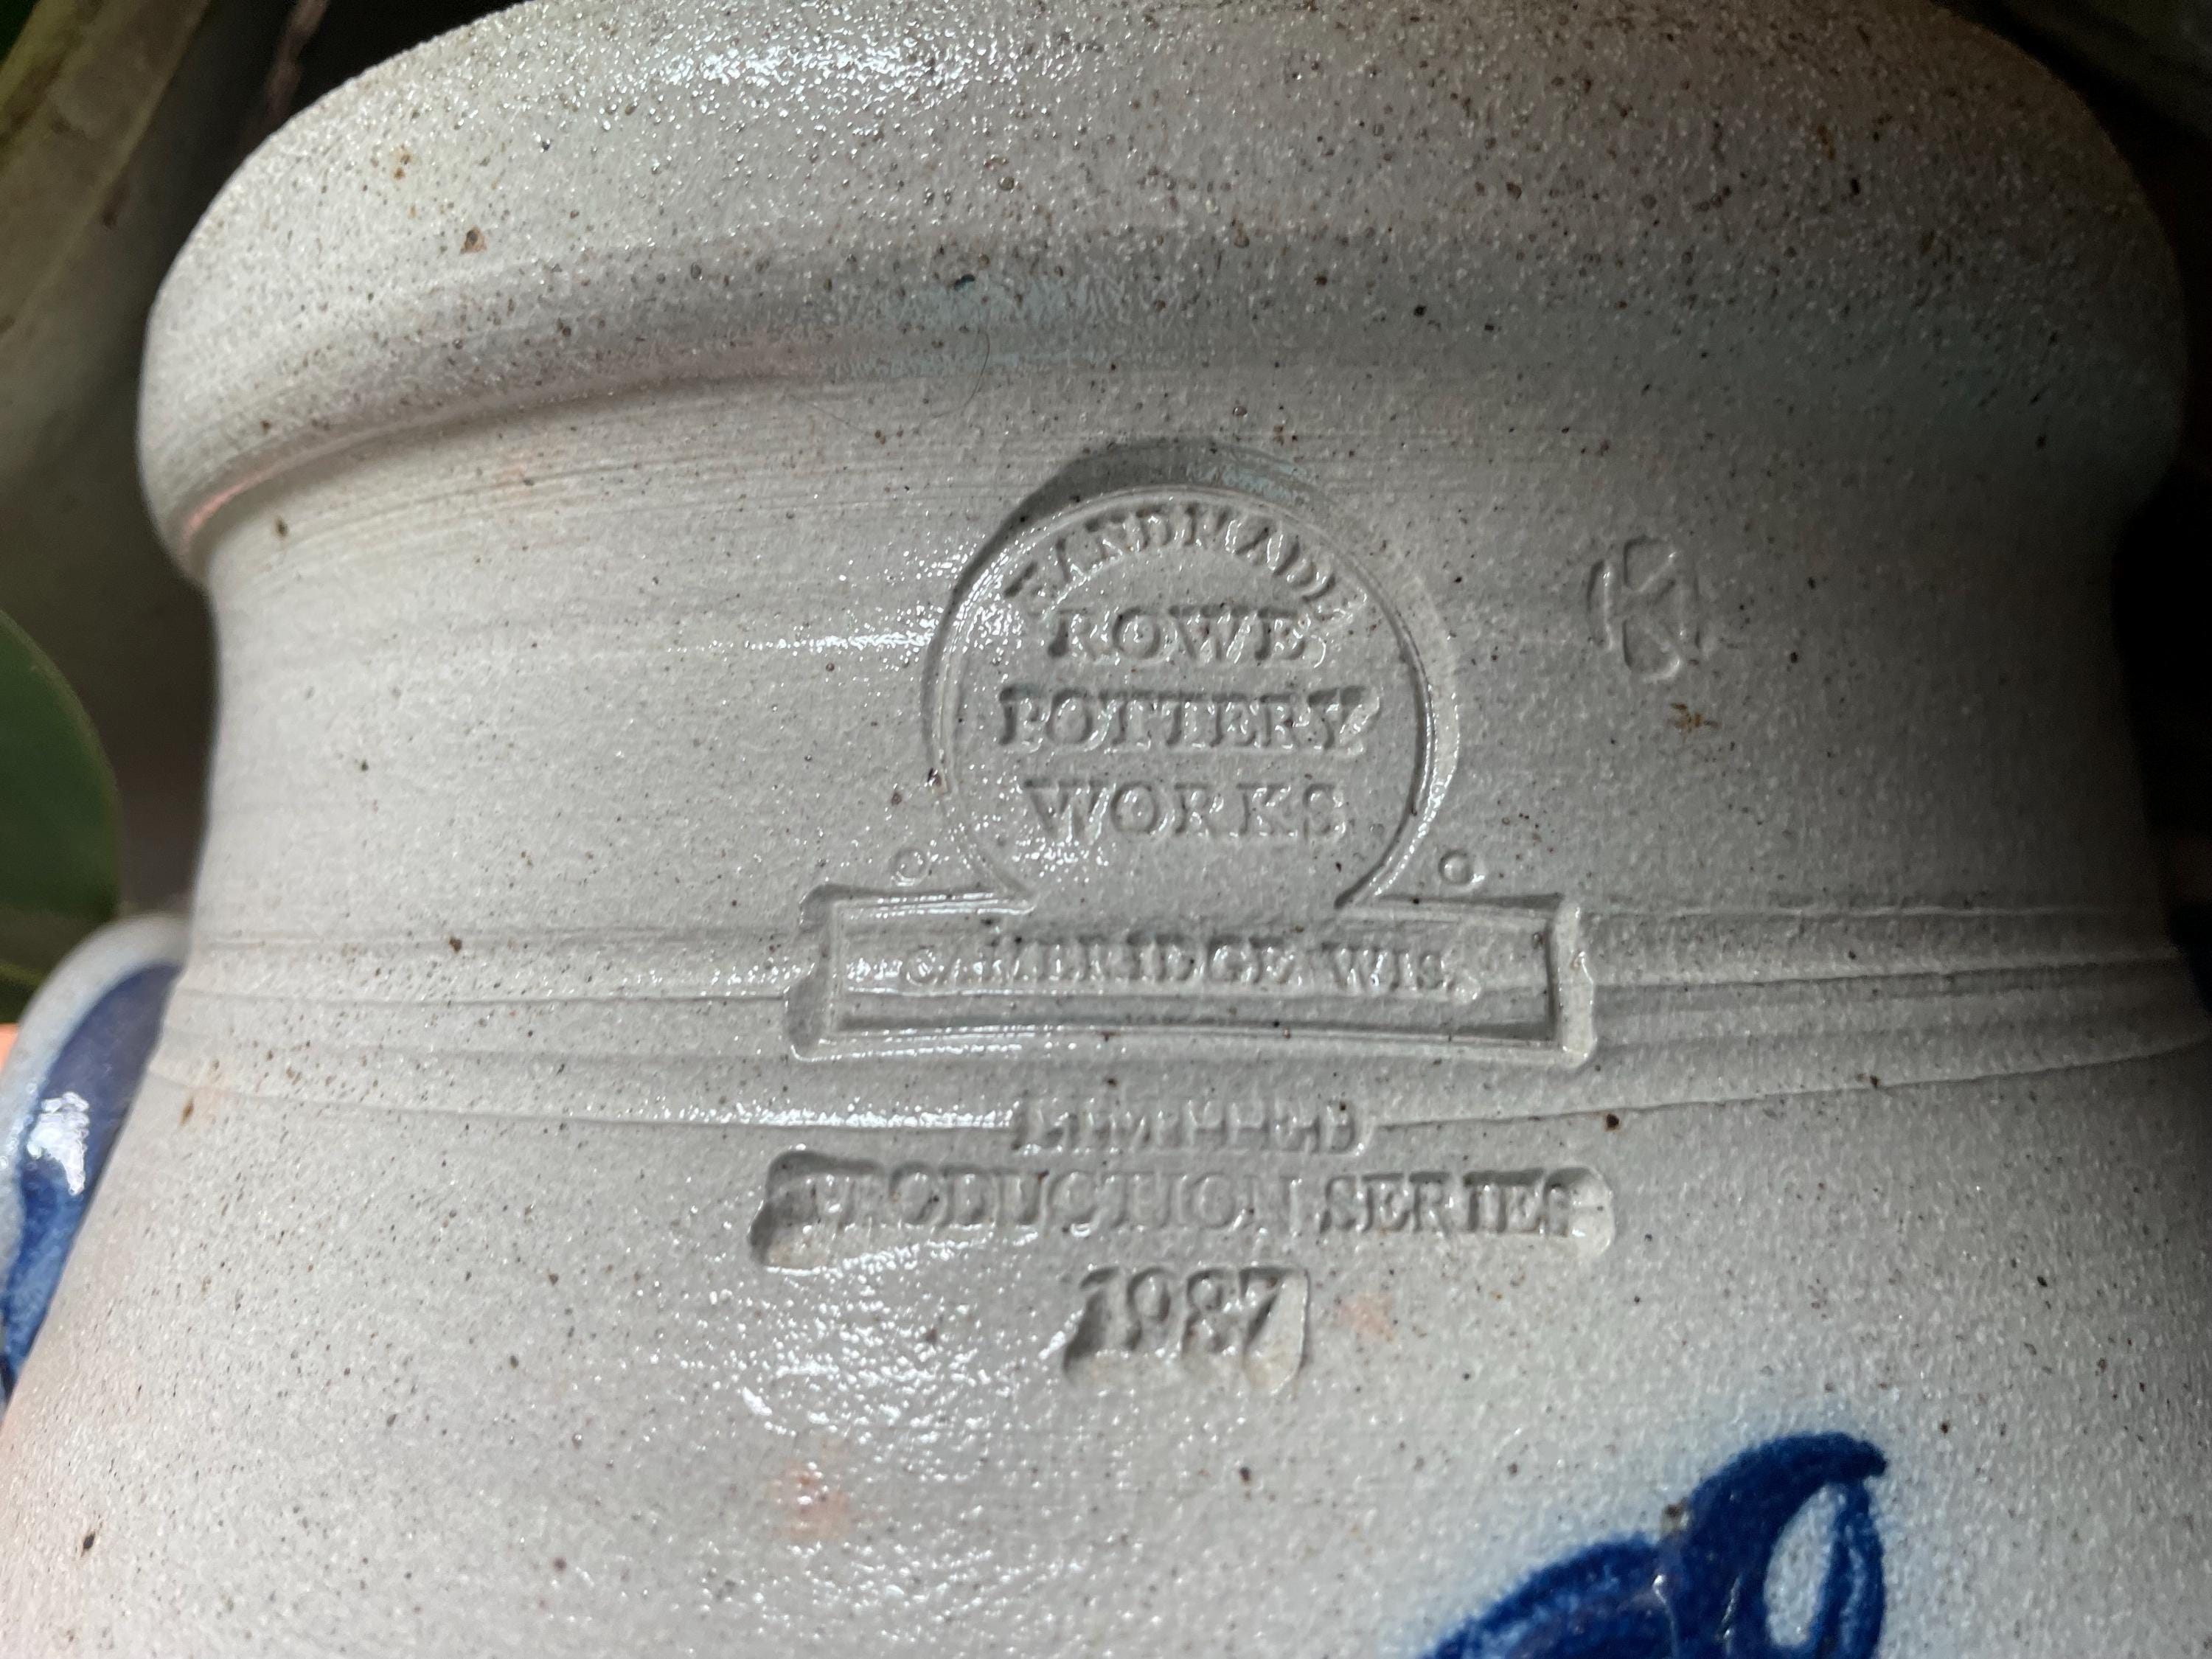 HANDMADE
ROWE
POTTERY
WORKS
CAMBRIDGE, WIS.
LIMITED
PRODUCTION SERIES
1987